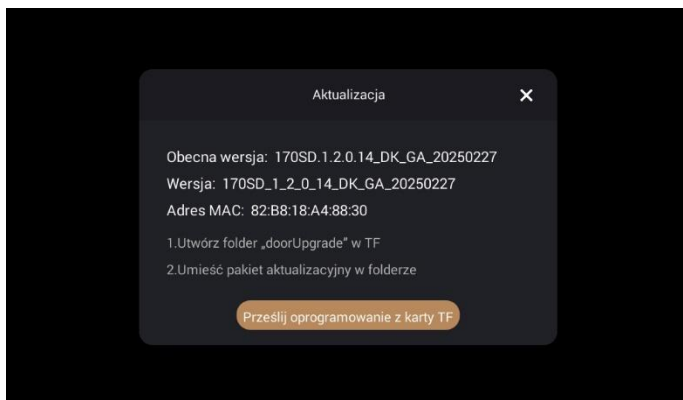 Aktualizacja
Obecna wersja: 170SD.1.2.0.14_DK_GA_20250227
Wersja: 170SD_1_2_0_14_DK_GA_20250227
Adres MAC: 82:B8:18:A4:88:30
1.Utwórz folder „doorUpgrade” w TF
2.Umieść pakiet aktualizacyjny w folderze
Prześlij oprogramowanie z karty TF